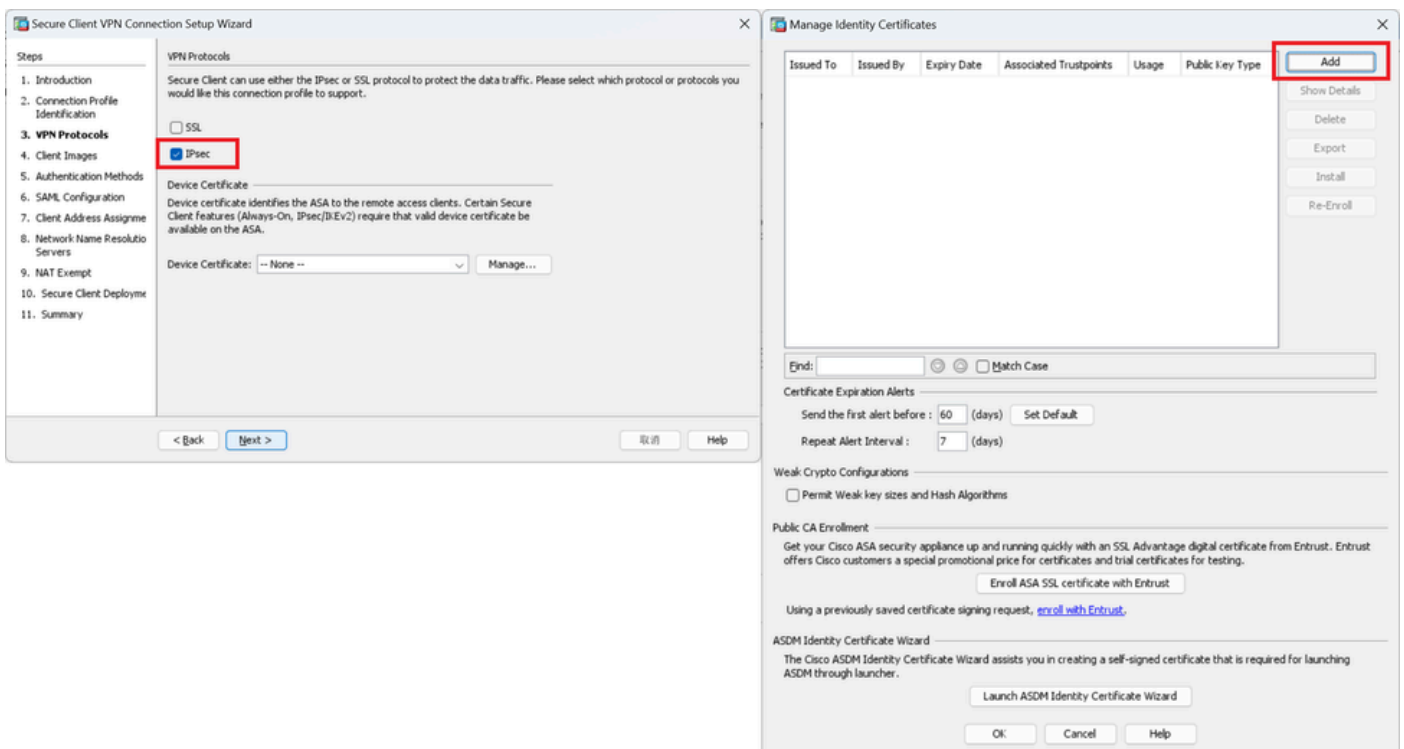 Secure Client VPN Connection Setup Wizard
Steps
1. Introduction
2. Connection Profile
Identification
3. VPN Protocols
4. Client Images
5. Authentication Methods
6. SAML Configuration
7. Client Address Assignme
8. Network Name Resolutio
Servers
9. NAT Exempt
10. Secure Client Deployme
11. Summary
VPN Protocols
Secure Client can use either the IPsec or SSL protocol to protect the data traffic. Please select which protocol or protocols you
would like this connection profile to support.
SSL
IPsec
Device Certificate
Device certificate identifies the ASA to the remote access clients. Certain Secure
Client features (Always-On, IPsec/IKEv2) require that valid device certificate be
available on the ASA.
Device Certificate: -- None -- Manage...
< Back Next > 取消 Help
Manage Identity Certificates
Issued To Issued By Expiry Date Associated Trustpoints Usage Public Key Type
Add
Show Details
Delete
Export
Install
Re-Enroll
Find: Match Case
Certificate Expiration Alerts
Send the first alert before : 60 (days) Set Default
Repeat Alert Interval : 7 (days)
Weak Crypto Configurations
Permit Weak key sizes and Hash Algorithms
Public CA Enrollment
Get your Cisco ASA security appliance up and running quickly with an SSL Advantage digital certificate from Entrust. Entrust
offers Cisco customers a special promotional price for certificates and trial certificates for testing.
Enroll ASA SSL certificate with Entrust
Using a previously saved certificate signing request, enroll with Entrust.
ASDM Identity Certificate Wizard
The Cisco ASDM Identity Certificate Wizard assists you in creating a self-signed certificate that is required for launching
ASDM through launcher.
Launch ASDM Identity Certificate Wizard
OK Cancel Help